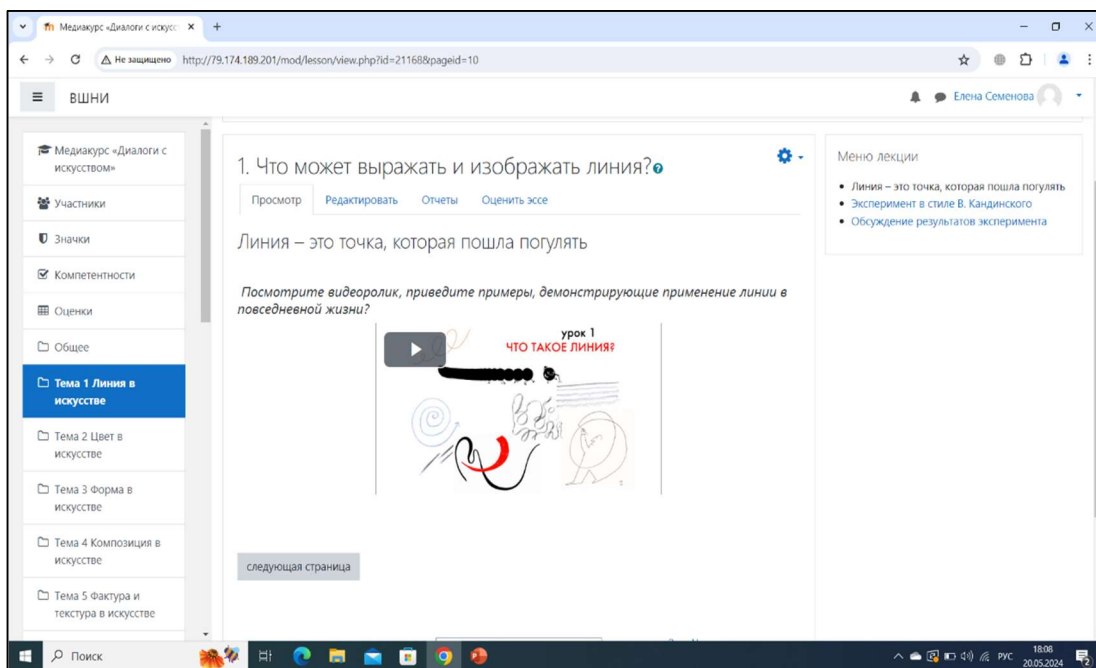 Медиакурс «Диалоги с искусс
Не защищено http://79.174.189.201/mod/lesson/view.php?id=21168&pageid=10
ВШНИ
Елена Семенова
Медиакурс «Диалоги с
искусством»
Участники
Значки
Компетентности
Оценки
Общее
Тема 1 Линия в
искусстве
Тема 2 Цвет в
искусстве
Тема 3 Форма в
искусстве
Тема 4 Композиция в
искусстве
Тема 5 Фактура и
текстура в искусстве
1. Что может выражать и изображать линия?
Просмотр Редактировать Отчеты Оценить эссе
Линия – это точка, которая пошла погулять
Посмотрите видеоролик, приведите примеры, демонстрирующие применение линии в
повседневной жизни?
урок 1
ЧТО ТАКОЕ ЛИНИЯ?
следующая страница
Меню лекции
Линия – это точка, которая пошла погулять
Эксперимент в стиле В. Кандинского
Обсуждение результатов эксперимента
Поиск
РУС
18:08
20.05.2024
2